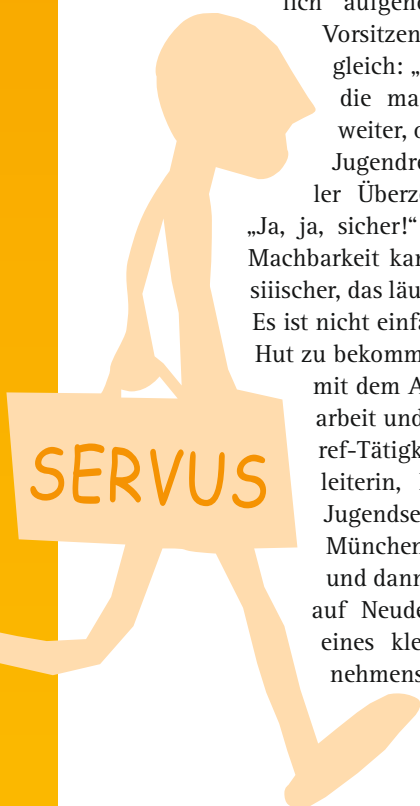 lich aufgeno
Vorsitzen
gleich: „
die ma
weiter, d
Jugendre
ler Überze
„Ja, ja, sicher!“
Machbarkeit kan
siiischer, das läu
Es ist nicht einfa
Hut zu bekomm
mit dem A
arbeit und
ref-Tätigk
leiterin,
Jugendse
München
und dann
auf Neude
eines kle
nehmens
SERVUS